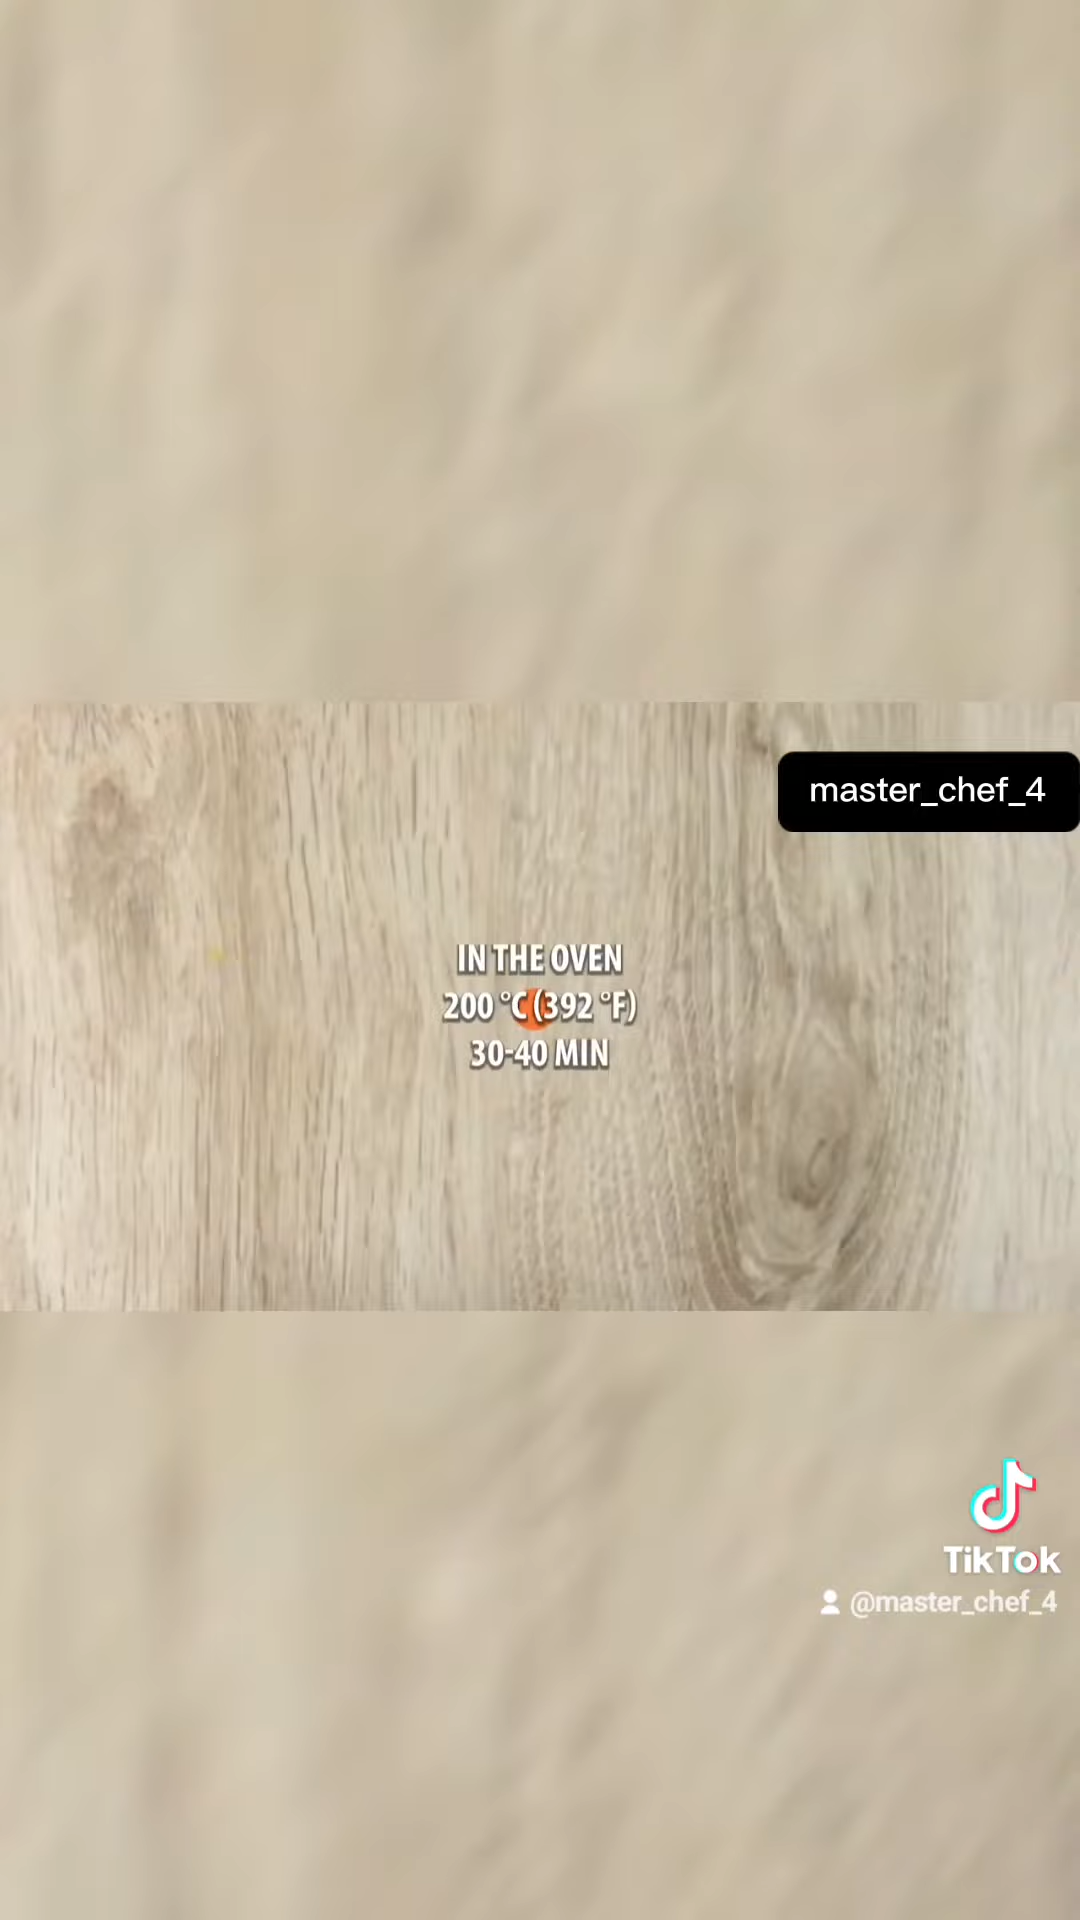 master_chef_4
IN THE OVEN
200 °C (392 °F)
30-40 MIN
TikTok
@master_chef_4